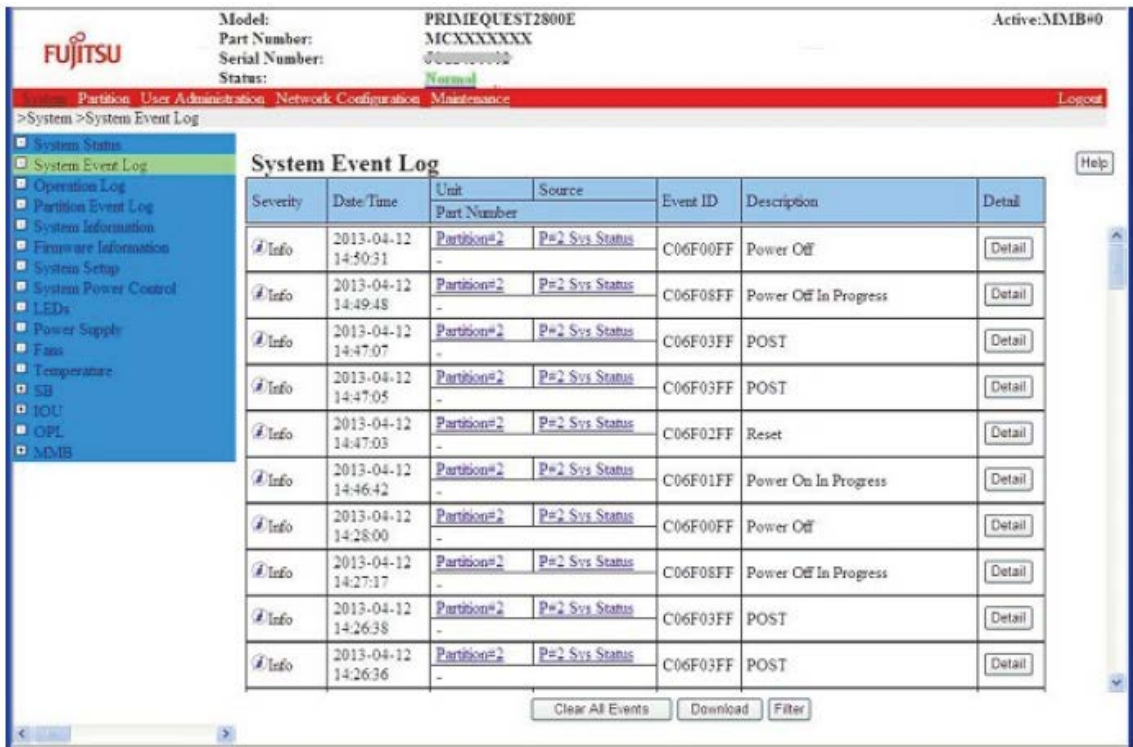 FUJITSU
Model: PRIMEQUEST2800E Active:MMB#0
Part Number: MCXXXXXXX
Serial Number:
Status: Normal
System Partition User Administration Network Configuration Maintenance Logout
>System >System Event Log
System Status
System Event Log
Operation Log
Partition Event Log
System Information
Firmware Information
System Setup
System Power Control
LEDs
Power Supply
Fans
Temperature
SB
IOU
OPL
MMB
System Event Log Help
Severity Date/Time Unit Source Event ID Description Detail
Part Number
Info 2013-04-12 14:50:31 Partition#2 P#2 Sys Status C06F00FF Power Off Detail
-
Info 2013-04-12 14:49:48 Partition#2 P#2 Sys Status C06F08FF Power Off In Progress Detail
-
Info 2013-04-12 14:47:07 Partition#2 P#2 Sys Status C06F03FF POST Detail
-
Info 2013-04-12 14:47:05 Partition#2 P#2 Sys Status C06F03FF POST Detail
-
Info 2013-04-12 14:47:03 Partition#2 P#2 Sys Status C06F02FF Reset Detail
-
Info 2013-04-12 14:46:42 Partition#2 P#2 Sys Status C06F01FF Power On In Progress Detail
-
Info 2013-04-12 14:28:00 Partition#2 P#2 Sys Status C06F00FF Power Off Detail
-
Info 2013-04-12 14:27:17 Partition#2 P#2 Sys Status C06F08FF Power Off In Progress Detail
-
Info 2013-04-12 14:26:38 Partition#2 P#2 Sys Status C06F03FF POST Detail
-
Info 2013-04-12 14:26:36 Partition#2 P#2 Sys Status C06F03FF POST Detail
-
Clear All Events Download Filter